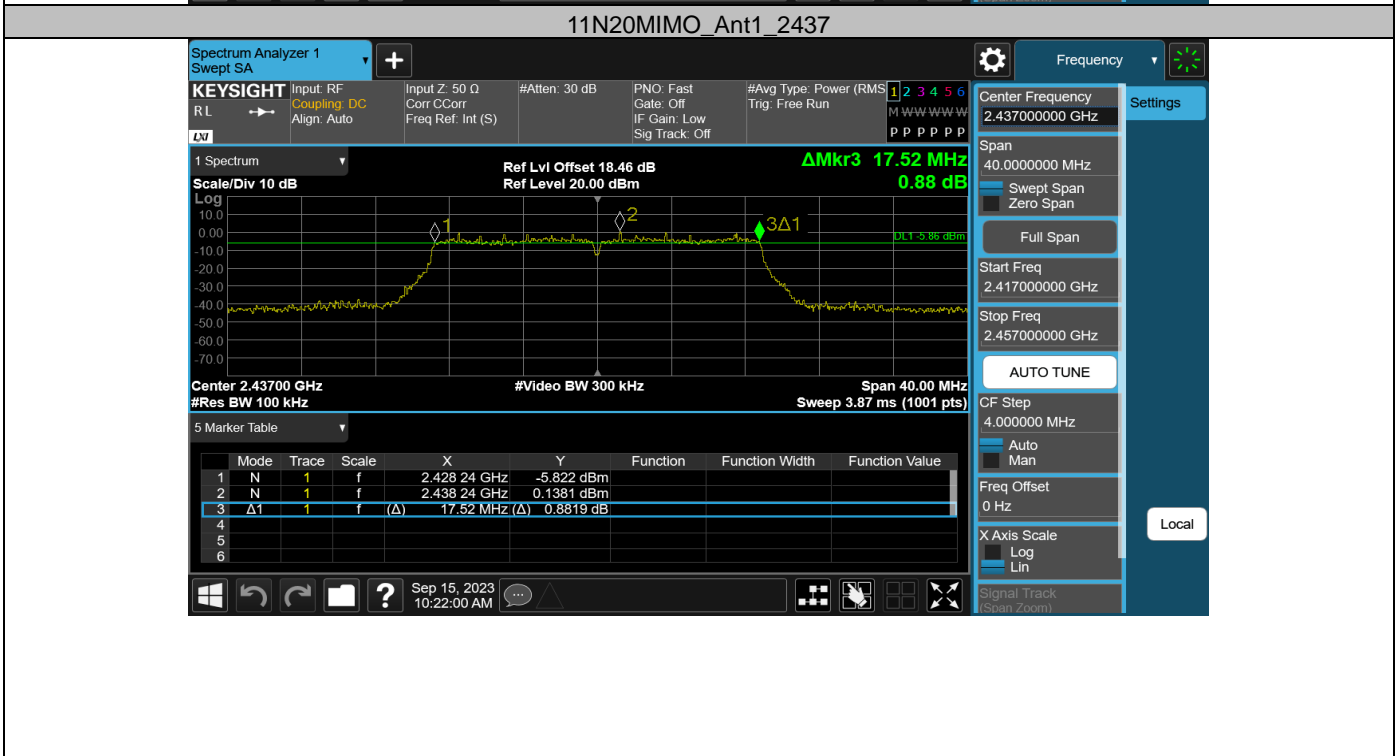 (Span Zoom)
11N20MIMO_Ant1_2437
Spectrum Analyzer 1
Swept SA
Frequency
KEYSIGHT
RL
LXI
Input: RF
Coupling: DC
Align: Auto
Input Z: 50 Ω
Corr CCorr
Freq Ref: Int (S)
#Atten: 30 dB
PNO: Fast
Gate: Off
IF Gain: Low
Sig Track: Off
#Avg Type: Power (RMS
Trig: Free Run
1 2 3 4 5 6
M W W W W W
P P P P P P
Center Frequency
2.437000000 GHz
Settings
Span
40.0000000 MHz
Swept Span
Zero Span
Full Span
Start Freq
2.417000000 GHz
Stop Freq
2.457000000 GHz
AUTO TUNE
CF Step
4.000000 MHz
Auto
Man
Freq Offset
0 Hz
X Axis Scale
Log
Lin
Signal Track
(Span Zoom)
Local
1 Spectrum
Scale/Div 10 dB
Ref Lvl Offset 18.46 dB
Ref Level 20.00 dBm
ΔMkr3 17.52 MHz
0.88 dB
Log
10.0
0.00
-10.0
-20.0
-30.0
-40.0
-50.0
-60.0
-70.0
1
2
3Δ1
DL1 -5.86 dBm
Center 2.43700 GHz
#Video BW 300 kHz
Span 40.00 MHz
#Res BW 100 kHz
Sweep 3.87 ms (1001 pts)
5 Marker Table
Mode Trace Scale X Y Function Function Width Function Value
1 N 1 f 2.428 24 GHz -5.822 dBm
2 N 1 f 2.438 24 GHz 0.1381 dBm
3 Δ1 1 f (Δ) 17.52 MHz (Δ) 0.8819 dB
4
5
6
?
Sep 15, 2023
10:22:00 AM